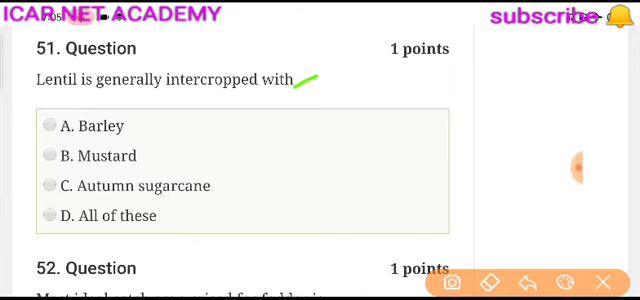 ICAR.NET ACADEMY
subscribe
51. Question
1 points
Lentil is generally intercropped with
A. Barley
B. Mustard
C. Autumn sugarcane
D. All of these
52. Question
1 points